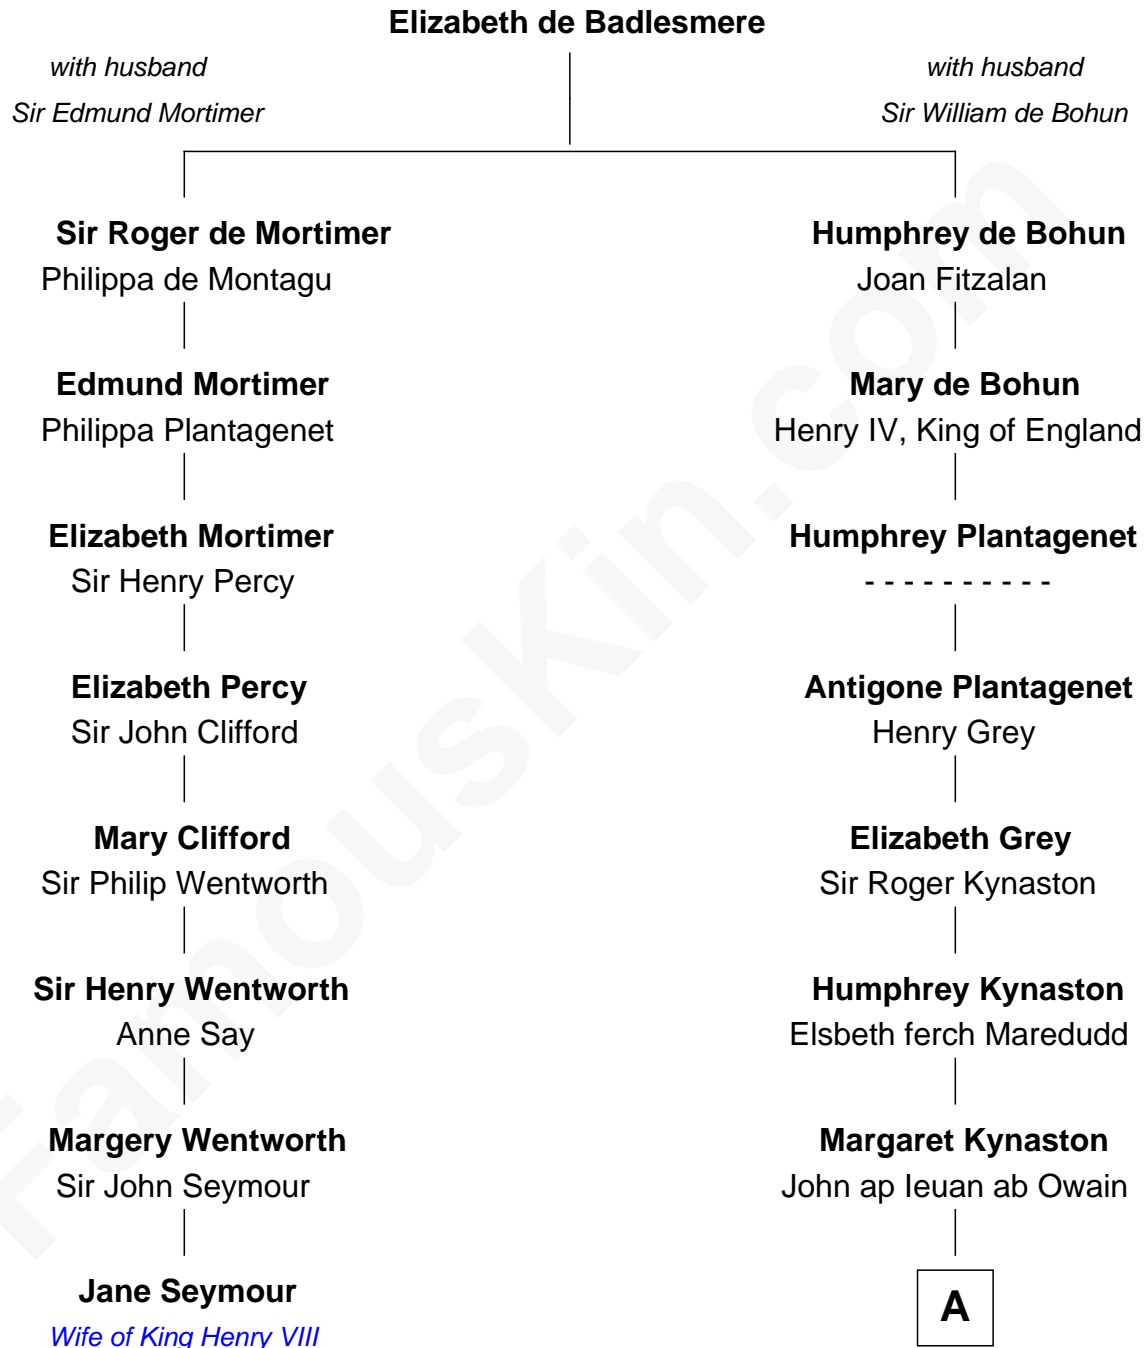 Elizabeth de Badlesmere
with husband
Sir Edmund Mortimer
with husband
Sir William de Bohun
Sir Roger de Mortimer
Philippa de Montagu
Humphrey de Bohun
Joan Fitzalan
Edmund Mortimer
Philippa Plantagenet
Mary de Bohun
Henry IV, King of England
Elizabeth Mortimer
Sir Henry Percy
Humphrey Plantagenet
- - - - - - - - - -
Elizabeth Percy
Sir John Clifford
Antigone Plantagenet
Henry Grey
Mary Clifford
Sir Philip Wentworth
Elizabeth Grey
Sir Roger Kynaston
Sir Henry Wentworth
Anne Say
Humphrey Kynaston
Elsbeth ferch Maredudd
Margery Wentworth
Sir John Seymour
Margaret Kynaston
John ap Ieuan ab Owain
Jane Seymour
Wife of King Henry VIII
A
FamousKin.com